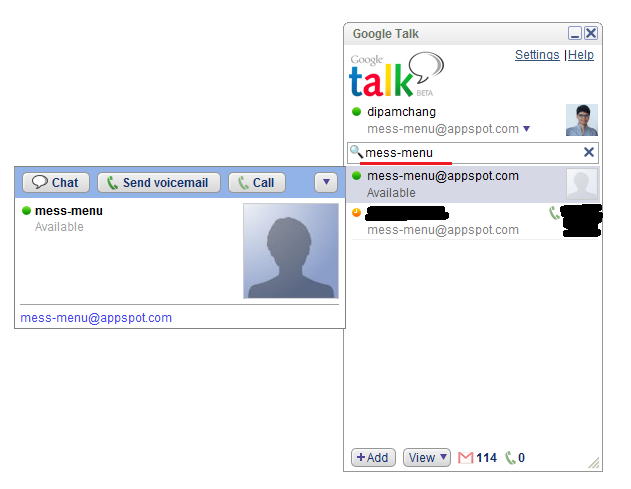 Google Talk
Settings | Help
Google
talk
BETA
dipamchang
mess-menu@appspot.com
mess-menu
mess-menu@appspot.com
Available
mess-menu@appspot.com
Chat
Send voicemail
Call
mess-menu
Available
mess-menu@appspot.com
+Add
View
114
0